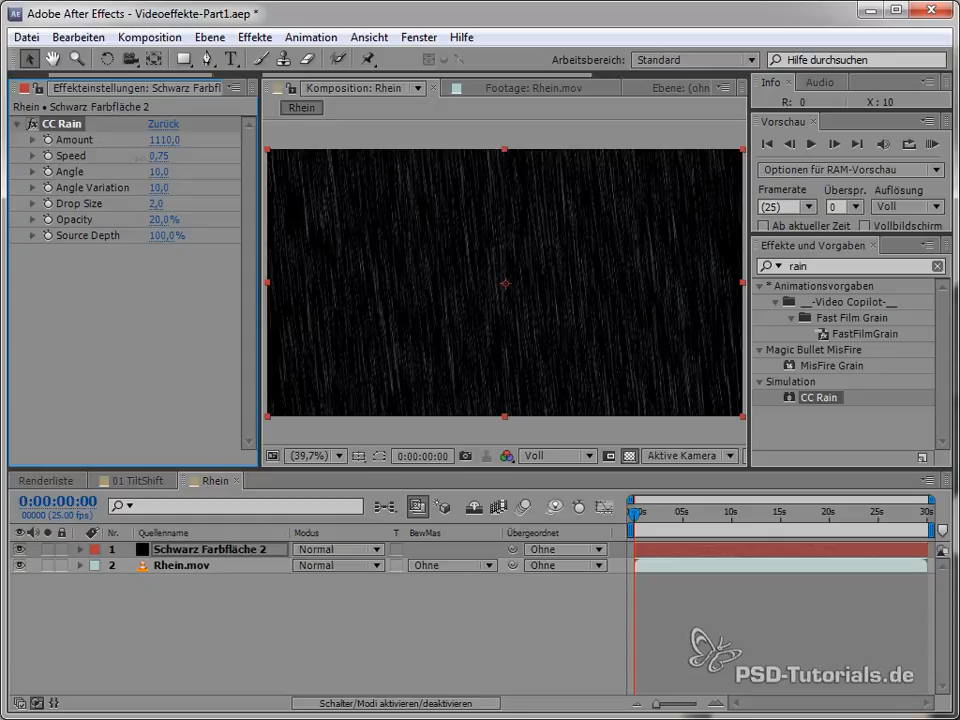 Adobe After Effects - Videoeffekte-Part1.aep *
Datei Bearbeiten Komposition Ebene Effekte Animation Ansicht Fenster Hilfe
Arbeitsbereich: Standard Hilfe durchsuchen
Effekteinstellungen: Schwarz Farbfl
Komposition: Rhein
Footage: Rhein.mov
Ebene: (ohn
Info
Audio
Rhein • Schwarz Farbfläche 2
Rhein
R: 0 X: 10
CC Rain Zurück
Amount 1110,0
Speed 0,75
Angle 10,0
Angle Variation 10,0
Drop Size 2,0
Opacity 20,0%
Source Depth 100,0%
Vorschau
Optionen für RAM-Vorschau
Framerate Überspr. Auflösung
(25) 0 Voll
Ab aktueller Zeit Vollbildschirm
Effekte und Vorgaben
rain
* Animationsvorgaben
__-Video Copilot-__
Fast Film Grain
FastFilmGrain
Magic Bullet MisFire
MisFire Grain
Simulation
CC Rain
(39,7%) 0:00:00:00 Voll Aktive Kamera
Renderliste 01 TiltShift Rhein
0:00:00:00
00000 (25.00 fps)
05s 10s 15s 20s 25s 30s
Nr. Quellenname Modus T BewMas Übergeordnet
1 Schwarz Farbfläche 2 Normal Ohne
2 Rhein.mov Normal Ohne Ohne
PSD-Tutorials.de
Schalter/Modi aktivieren/deaktivieren